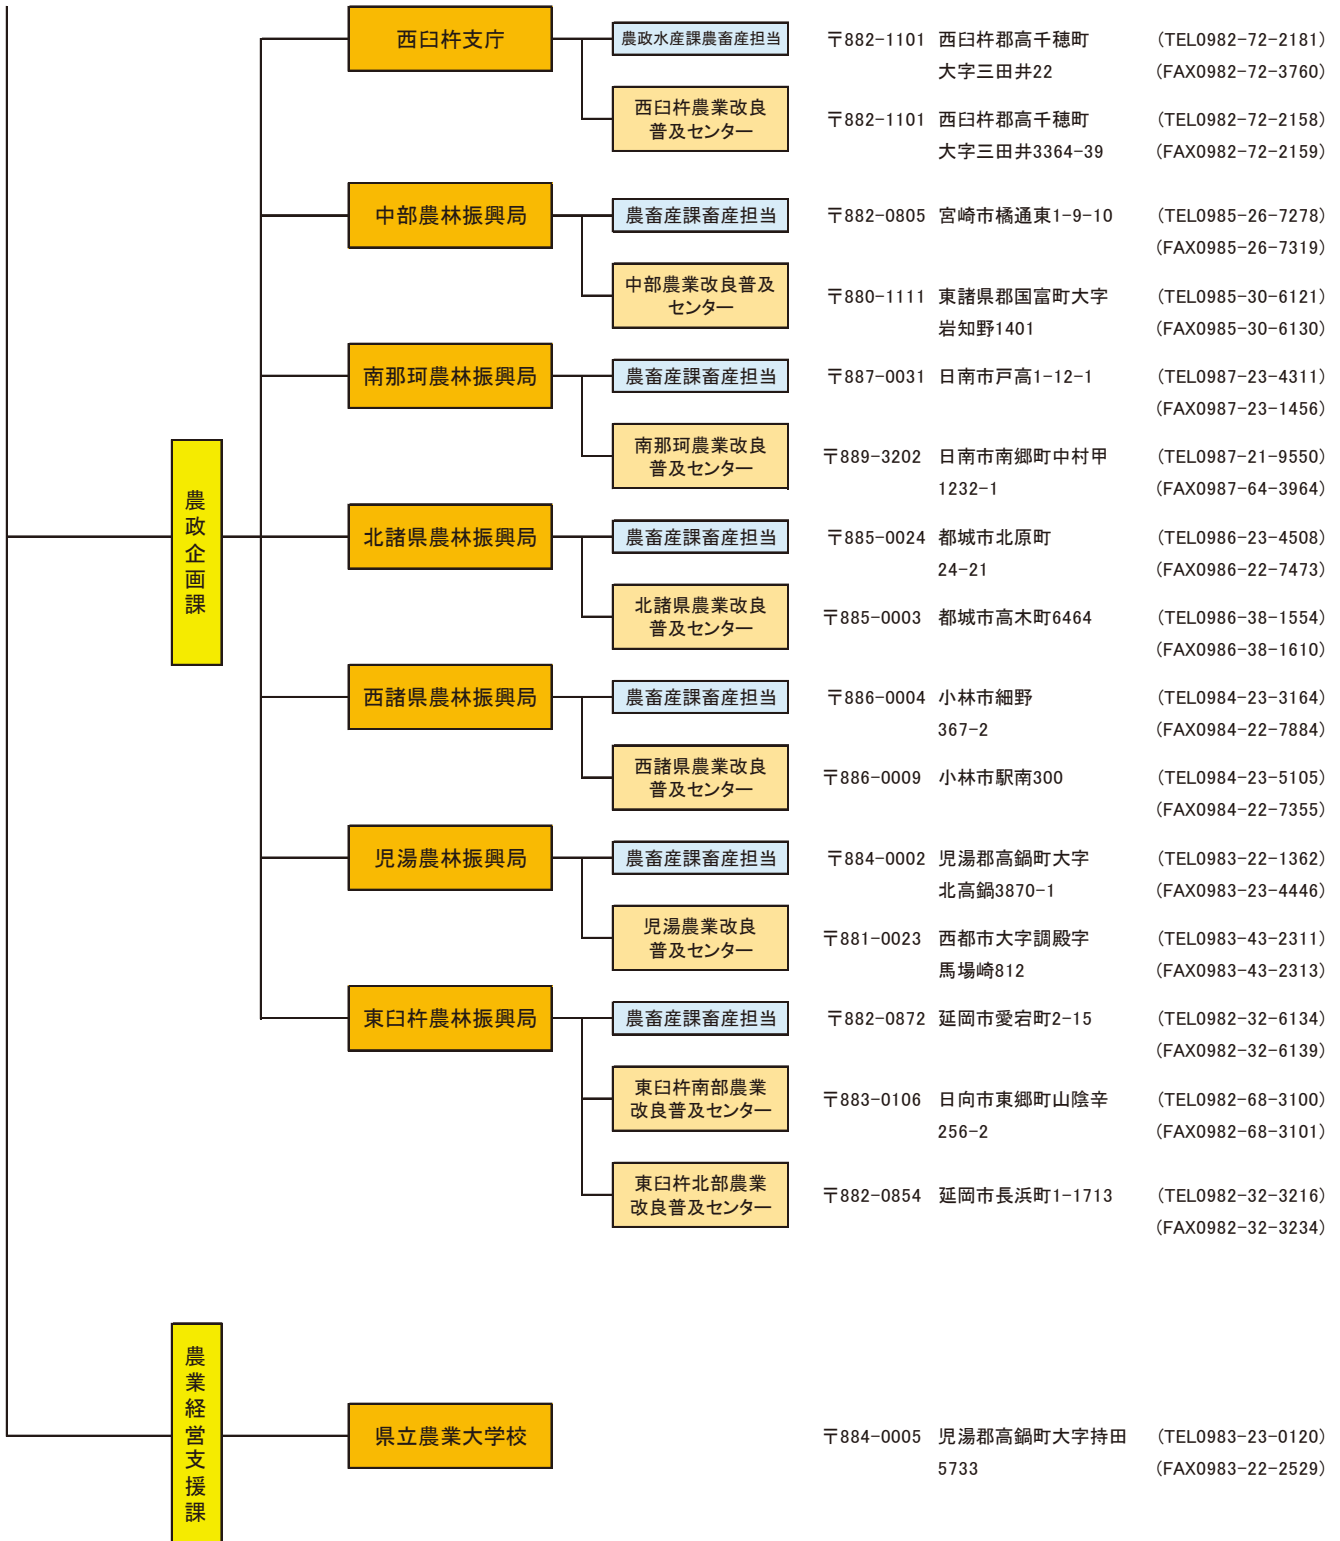 西臼杵支庁
農政水産課農畜産担当
〒882-1101 西臼杵郡高千穂町 (TEL0982-72-2181)
大字三田井22 (FAX0982-72-3760)
西臼杵農業改良
普及センター
〒882-1101 西臼杵郡高千穂町 (TEL0982-72-2158)
大字三田井3364-39 (FAX0982-72-2159)
中部農林振興局
農畜産課畜産担当
〒882-0805 宮崎市橘通東1-9-10 (TEL0985-26-7278)
(FAX0985-26-7319)
中部農業改良普及
センター
〒880-1111 東諸県郡国富町大字 (TEL0985-30-6121)
岩知野1401 (FAX0985-30-6130)
南那珂農林振興局
農畜産課畜産担当
〒887-0031 日南市戸高1-12-1 (TEL0987-23-4311)
(FAX0987-23-1456)
南那珂農業改良
普及センター
〒889-3202 日南市南郷町中村甲 (TEL0987-21-9550)
1232-1 (FAX0987-64-3964)
農政企画課
北諸県農林振興局
農畜産課畜産担当
〒885-0024 都城市北原町 (TEL0986-23-4508)
24-21 (FAX0986-22-7473)
北諸県農業改良
普及センター
〒885-0003 都城市高木町6464 (TEL0986-38-1554)
(FAX0986-38-1610)
西諸県農林振興局
農畜産課畜産担当
〒886-0004 小林市細野 (TEL0984-23-3164)
367-2 (FAX0984-22-7884)
西諸県農業改良
普及センター
〒886-0009 小林市駅南300 (TEL0984-23-5105)
(FAX0984-22-7355)
児湯農林振興局
農畜産課畜産担当
〒884-0002 児湯郡高鍋町大字 (TEL0983-22-1362)
北高鍋3870-1 (FAX0983-23-4446)
児湯農業改良
普及センター
〒881-0023 西都市大字調殿字 (TEL0983-43-2311)
馬場崎812 (FAX0983-43-2313)
東臼杵農林振興局
農畜産課畜産担当
〒882-0872 延岡市愛宕町2-15 (TEL0982-32-6134)
(FAX0982-32-6139)
東臼杵南部農業
改良普及センター
〒883-0106 日向市東郷町山陰辛 (TEL0982-68-3100)
256-2 (FAX0982-68-3101)
東臼杵北部農業
改良普及センター
〒882-0854 延岡市長浜町1-1713 (TEL0982-32-3216)
(FAX0982-32-3234)
農業経営支援課
県立農業大学校
〒884-0005 児湯郡高鍋町大字持田 (TEL0983-23-0120)
5733 (FAX0983-22-2529)